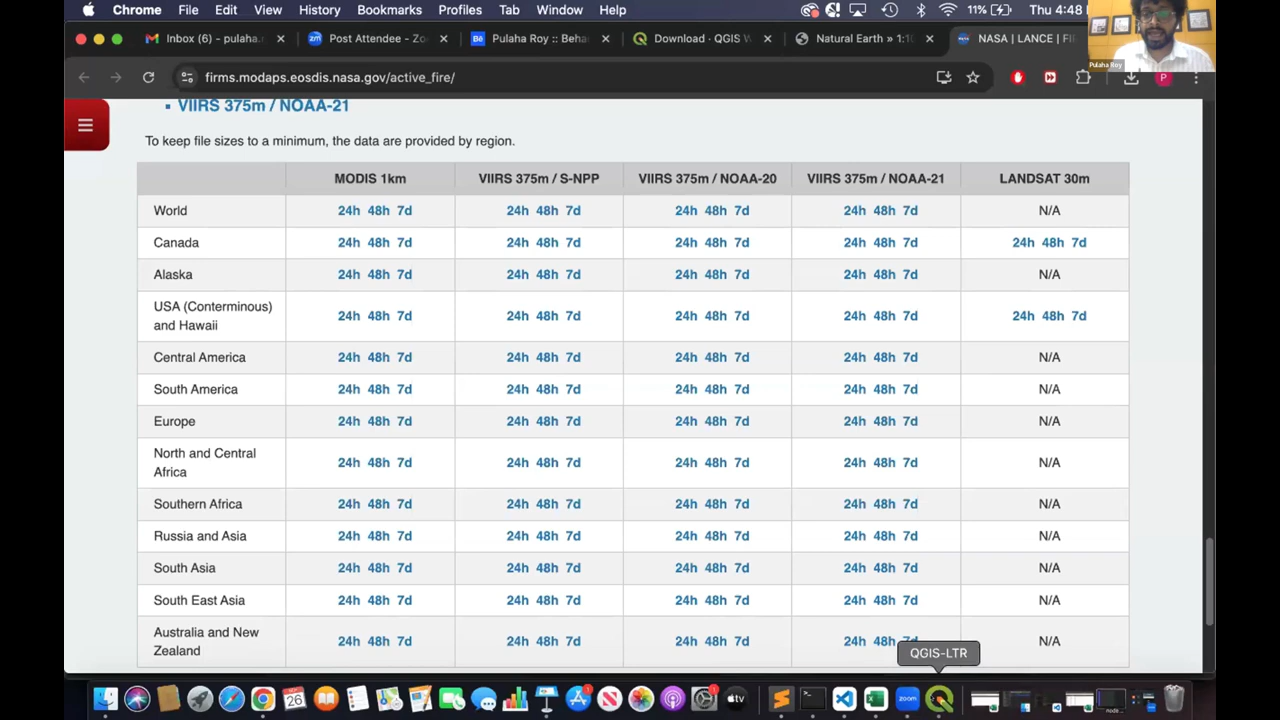 Chrome File Edit View History Bookmarks Profiles Tab Window Help 11% Thu 4:48
Inbox (6) - pulaha. Post Attendee - Zo Pulaha Roy :: Beha Download · QGIS W Natural Earth » 1:10 NASA | LANCE | FI
firms.modaps.eosdis.nasa.gov/active_fire/ P
Pulaha Roy
VIIRS 375m / NOAA-21
To keep file sizes to a minimum, the data are provided by region.
MODIS 1km VIIRS 375m / S-NPP VIIRS 375m / NOAA-20 VIIRS 375m / NOAA-21 LANDSAT 30m
World 24h 48h 7d 24h 48h 7d 24h 48h 7d 24h 48h 7d N/A
Canada 24h 48h 7d 24h 48h 7d 24h 48h 7d 24h 48h 7d 24h 48h 7d
Alaska 24h 48h 7d 24h 48h 7d 24h 48h 7d 24h 48h 7d N/A
USA (Conterminous)
and Hawaii 24h 48h 7d 24h 48h 7d 24h 48h 7d 24h 48h 7d 24h 48h 7d
Central America 24h 48h 7d 24h 48h 7d 24h 48h 7d 24h 48h 7d N/A
South America 24h 48h 7d 24h 48h 7d 24h 48h 7d 24h 48h 7d N/A
Europe 24h 48h 7d 24h 48h 7d 24h 48h 7d 24h 48h 7d N/A
North and Central
Africa 24h 48h 7d 24h 48h 7d 24h 48h 7d 24h 48h 7d N/A
Southern Africa 24h 48h 7d 24h 48h 7d 24h 48h 7d 24h 48h 7d N/A
Russia and Asia 24h 48h 7d 24h 48h 7d 24h 48h 7d 24h 48h 7d N/A
South Asia 24h 48h 7d 24h 48h 7d 24h 48h 7d 24h 48h 7d N/A
South East Asia 24h 48h 7d 24h 48h 7d 24h 48h 7d 24h 48h 7d N/A
Australia and New
Zealand 24h 48h 7d 24h 48h 7d 24h 48h 7d 24h 48h 7d N/A
QGIS-LTR
26 tv zoom